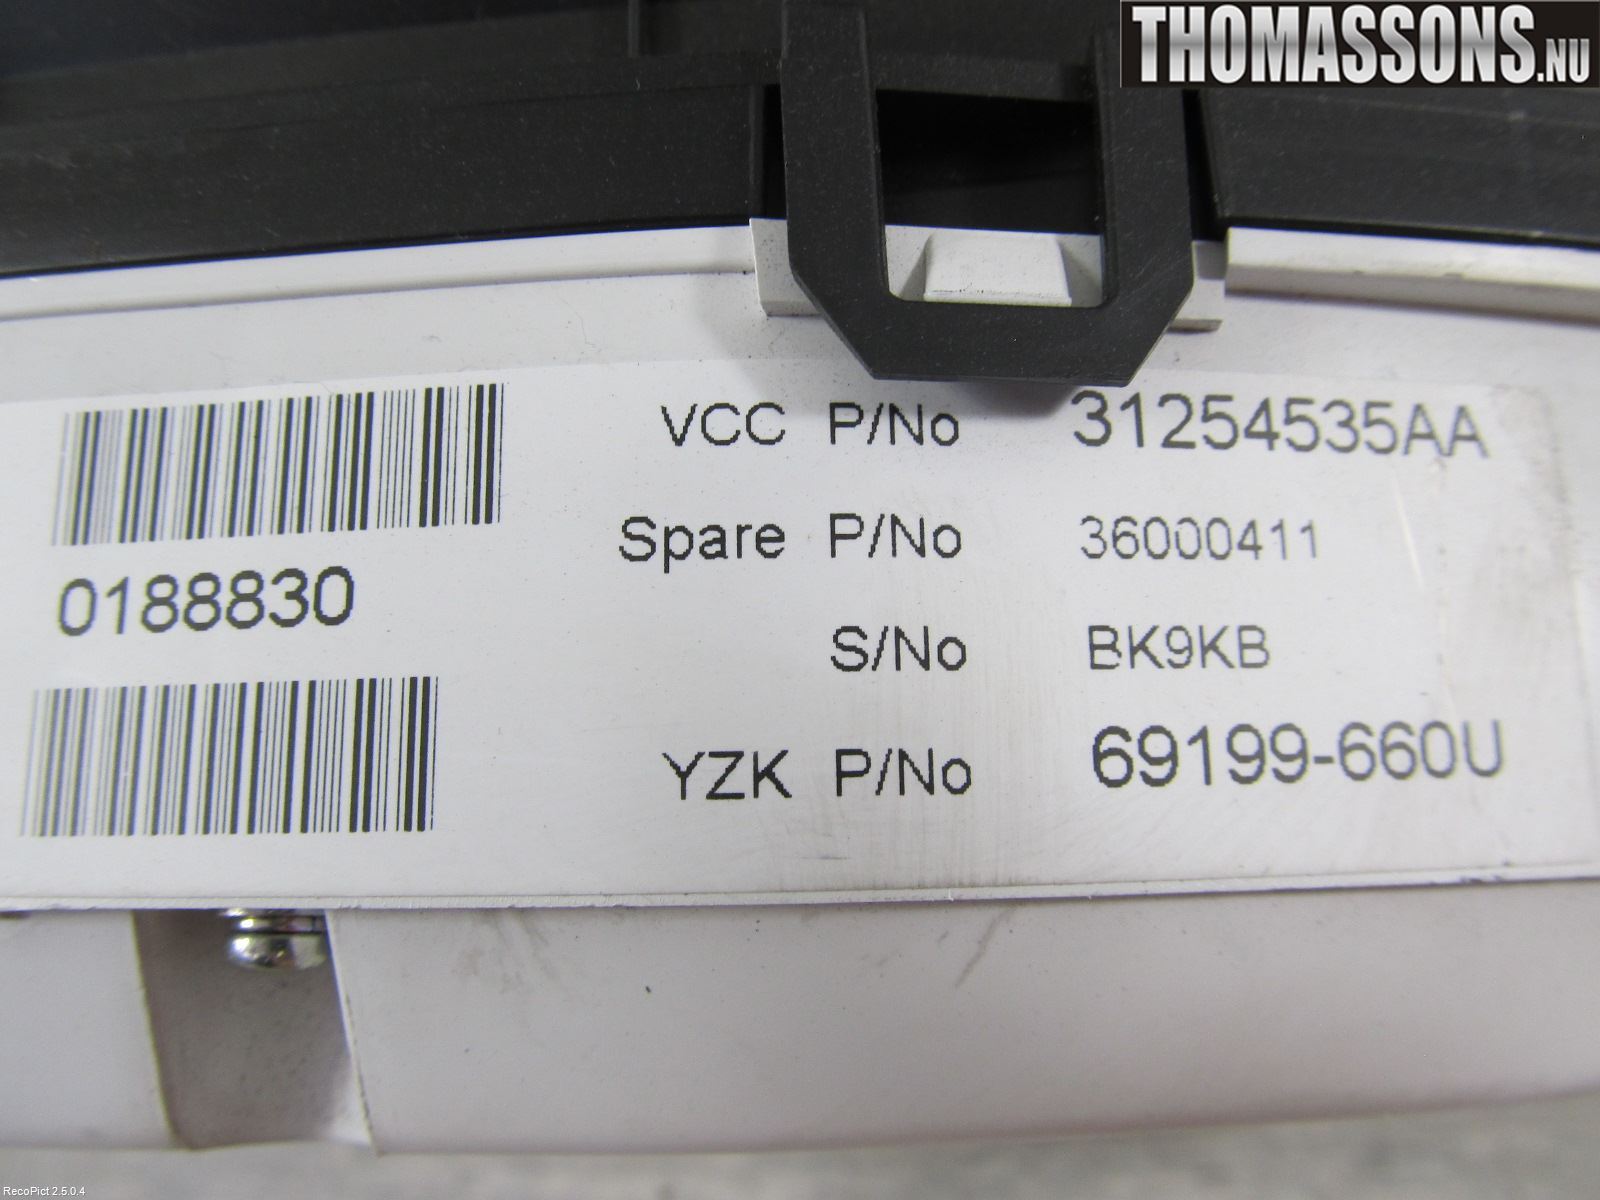 THOMASSONS.NU
VCC P/No 31254535AA
Spare P/No 36000411
0188830
S/No BK9KB
YZK P/No 69199-660U
RecoPict 2.5.0.4